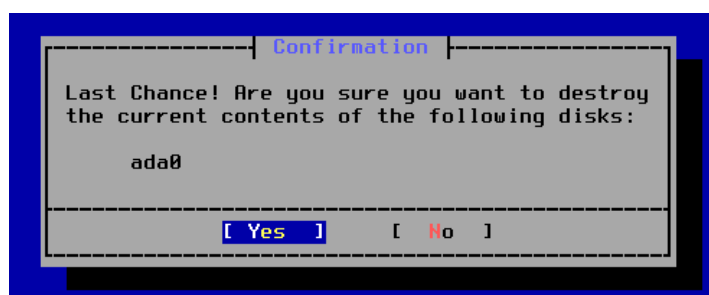 Confirmation
Last Chance! Are you sure you want to destroy
the current contents of the following disks:
ada0
[ Yes ] [ No ]